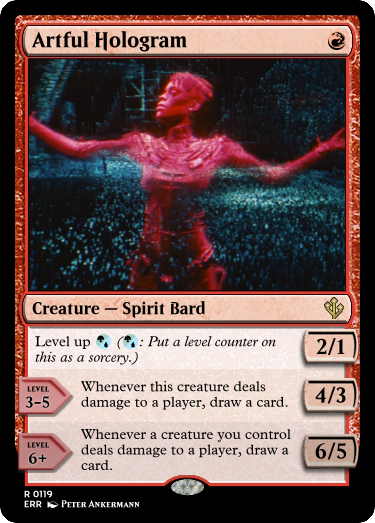 Artful Hologram
Creature — Spirit Bard
Level up (: Put a level counter on
this as a sorcery.)
2/1
LEVEL
3-5
Whenever this creature deals
damage to a player, draw a card.
4/3
LEVEL
6+
Whenever a creature you control
deals damage to a player, draw a
card.
6/5
R 0119
ERR Peter Ankermann